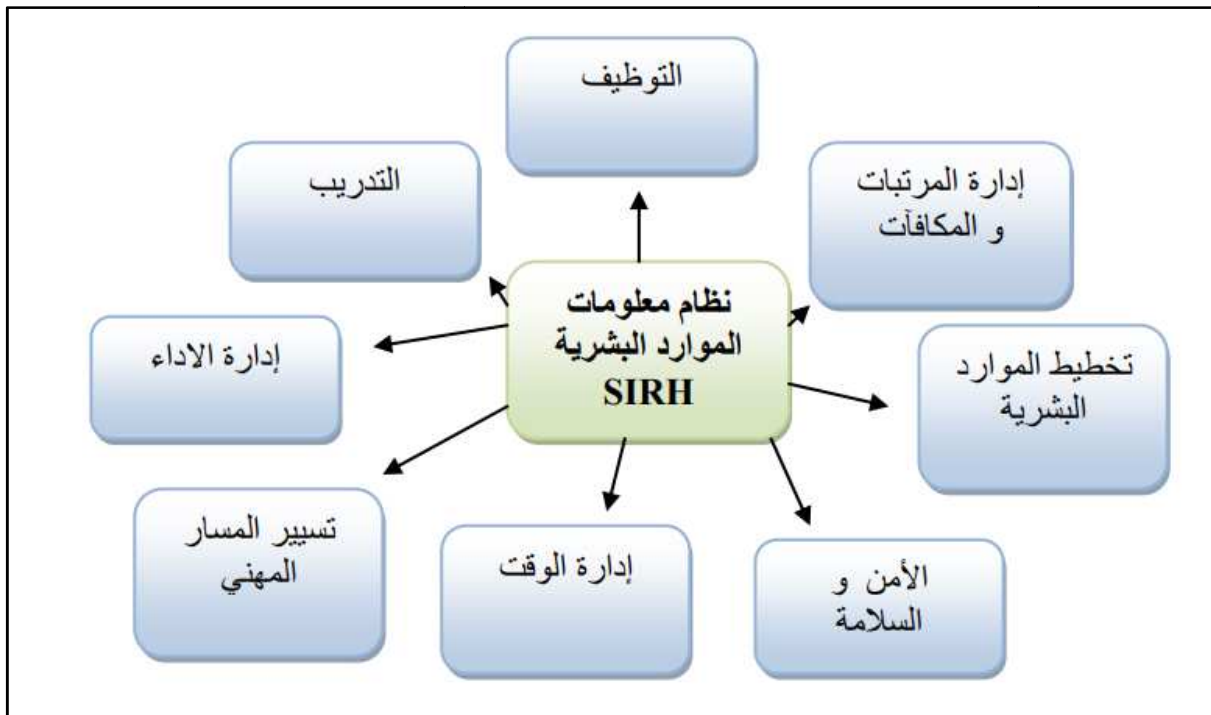 التوظيف
إدارة المرتبات
و المكافآت
التدريب
نظام معلومات
الموارد البشرية
SIRH
تخطيط الموارد
البشرية
إدارة الاداء
تسيير المسار
المهني
إدارة الوقت
الأمن و
السلامة